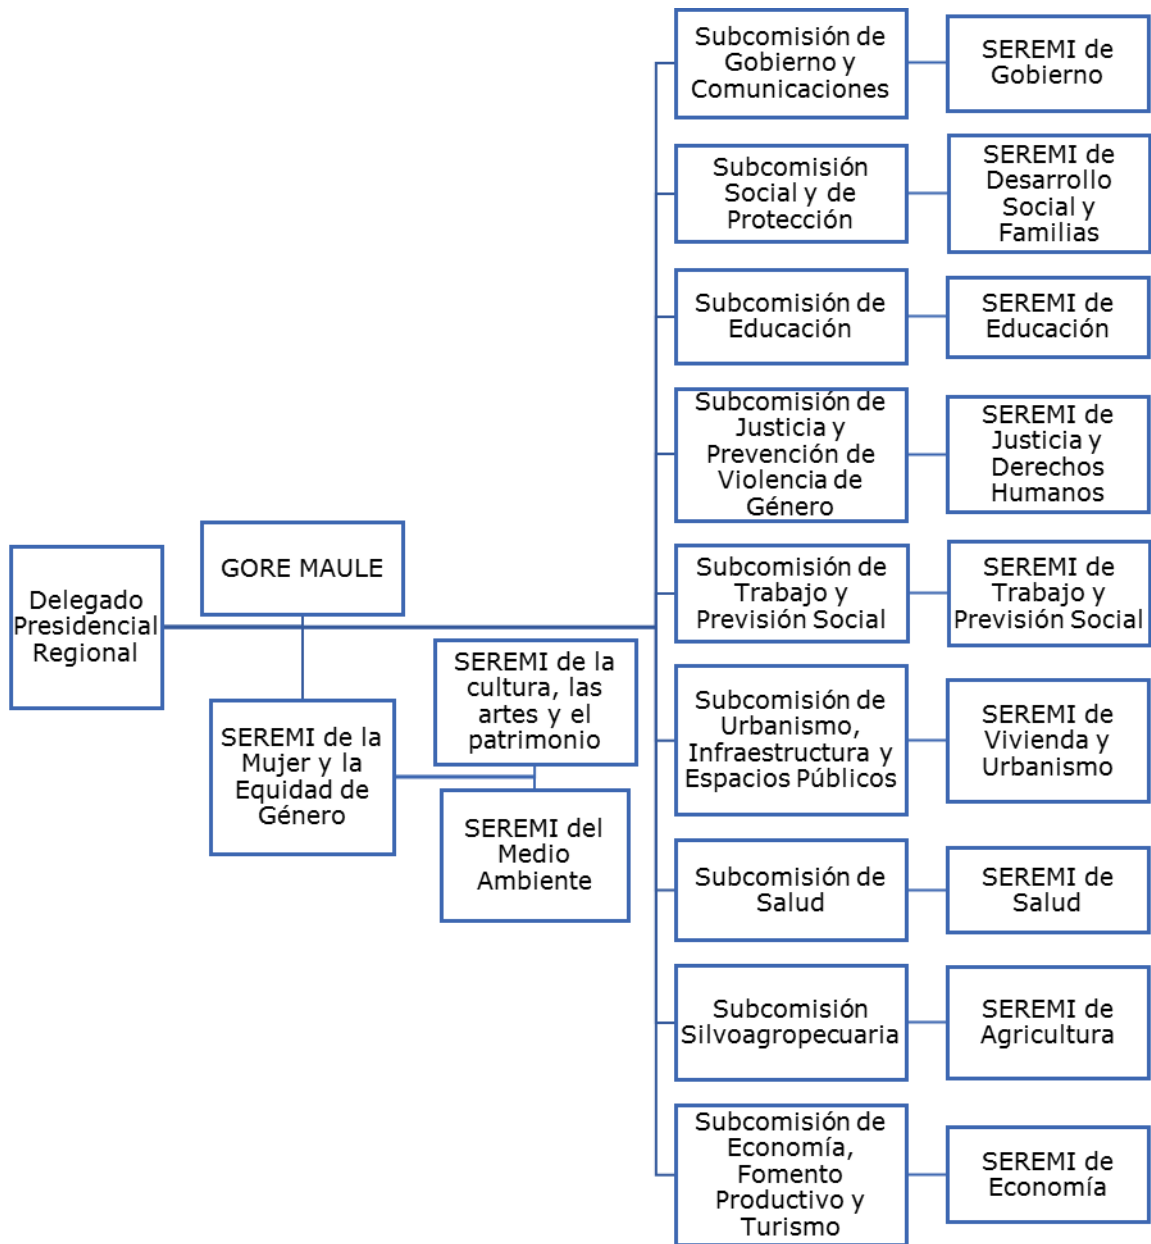 Delegado
Presidencial
Regional
GORE MAULE
SEREMI de la
Mujer y la
Equidad de
Género
SEREMI de la
cultura, las
artes y el
patrimonio
SEREMI del
Medio
Ambiente
Subcomisión de
Gobierno y
Comunicaciones
SEREMI de
Gobierno
Subcomisión
Social y de
Protección
SEREMI de
Desarrollo
Social y
Familias
Subcomisión de
Educación
SEREMI de
Educación
Subcomisión de
Justicia y
Prevención de
Violencia de
Género
SEREMI de
Justicia y
Derechos
Humanos
Subcomisión de
Trabajo y
Previsión Social
SEREMI de
Trabajo y
Previsión Social
Subcomisión de
Urbanismo,
Infraestructura y
Espacios Públicos
SEREMI de
Vivienda y
Urbanismo
Subcomisión de
Salud
SEREMI de
Salud
Subcomisión
Silvoagropecuaria
SEREMI de
Agricultura
Subcomisión de
Economía,
Fomento
Productivo y
Turismo
SEREMI de
Economía